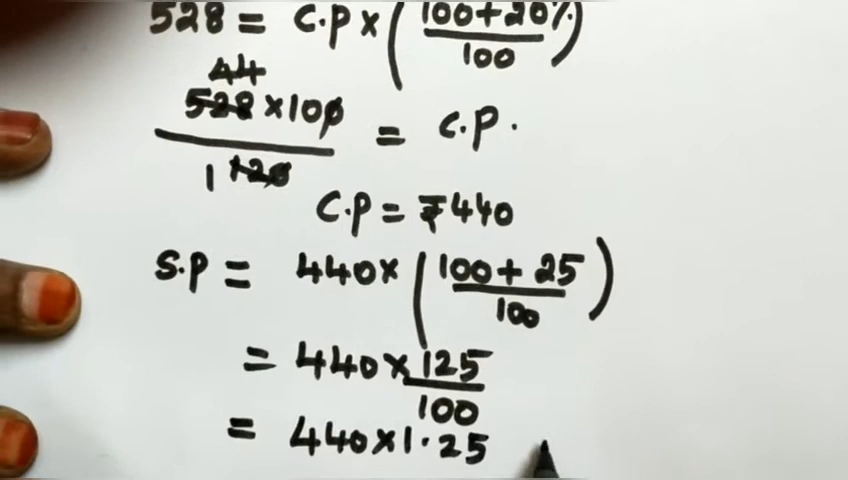 528 = C.P × (100+20% / 100)
44
528 × 100 / 120 = C.P.
1
C.P = ₹440
S.P = 440 × (100 + 25 / 100)
= 440 × 125 / 100
= 440 × 1.25